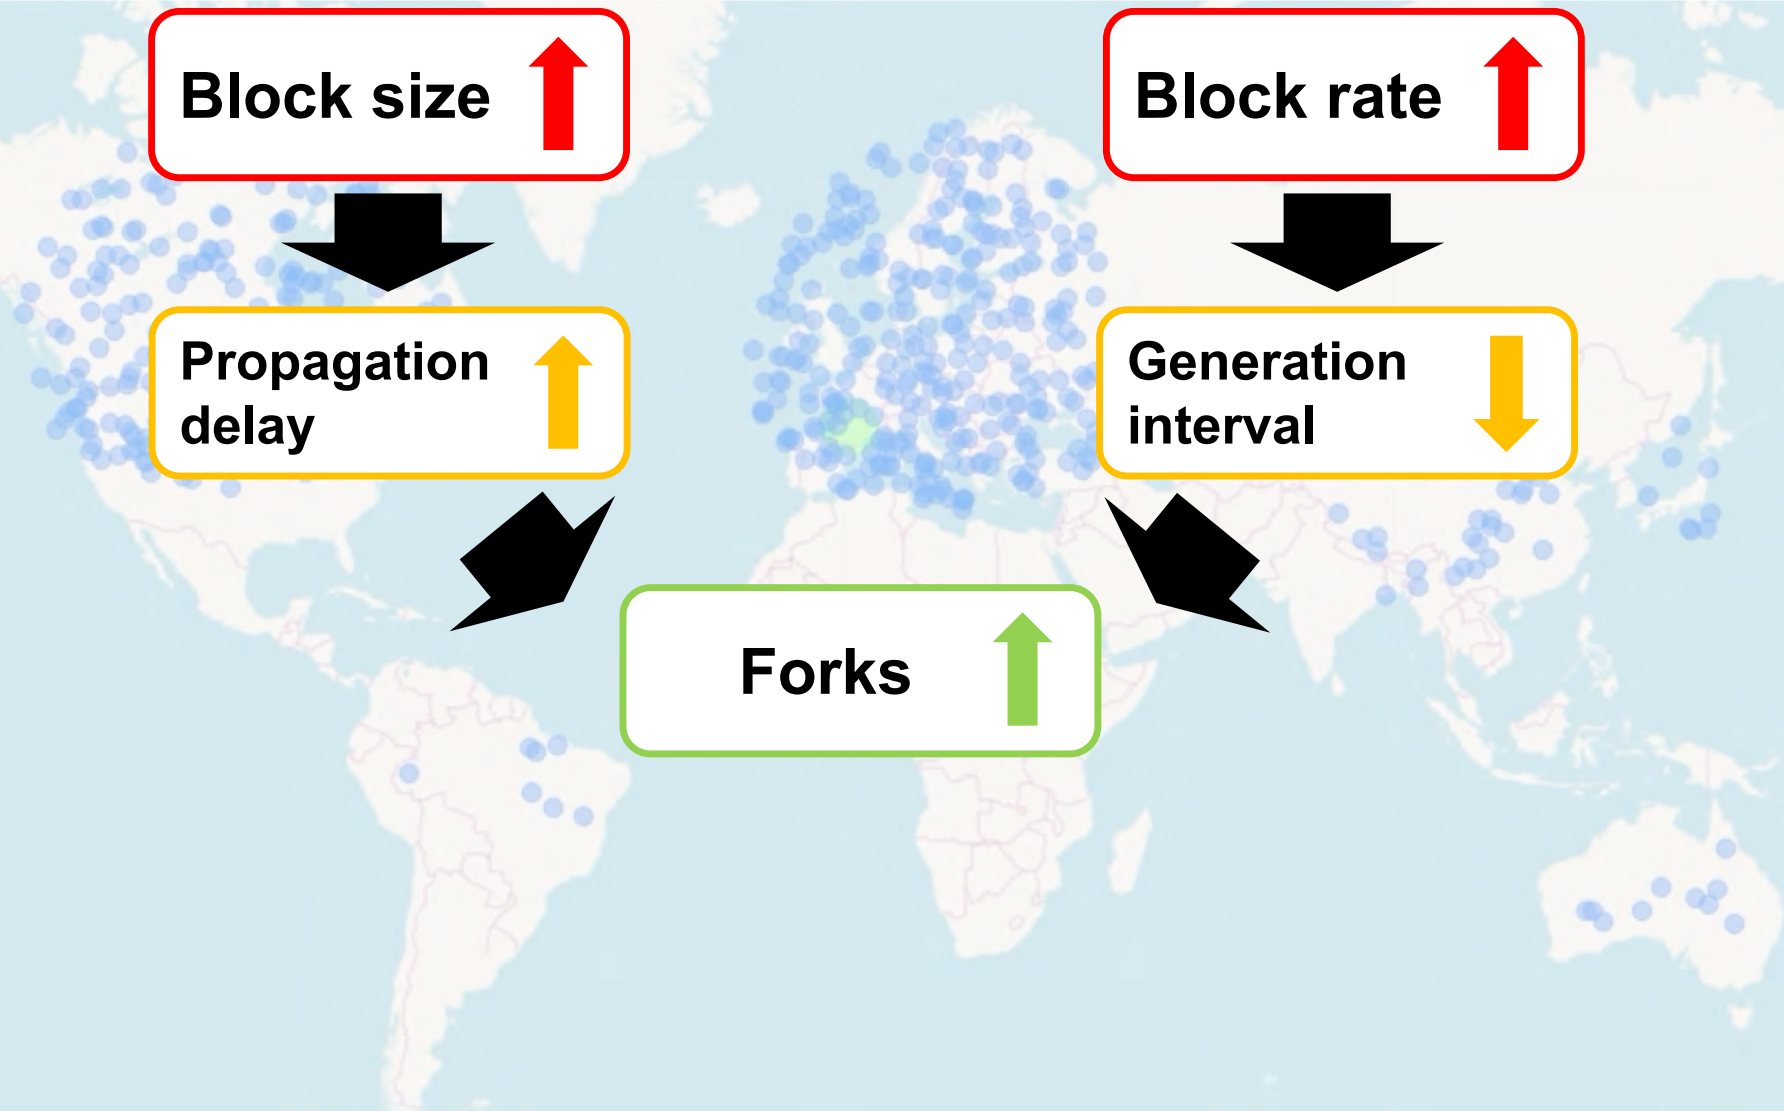 Block size
Block rate
Propagation
delay
Generation
interval
Forks